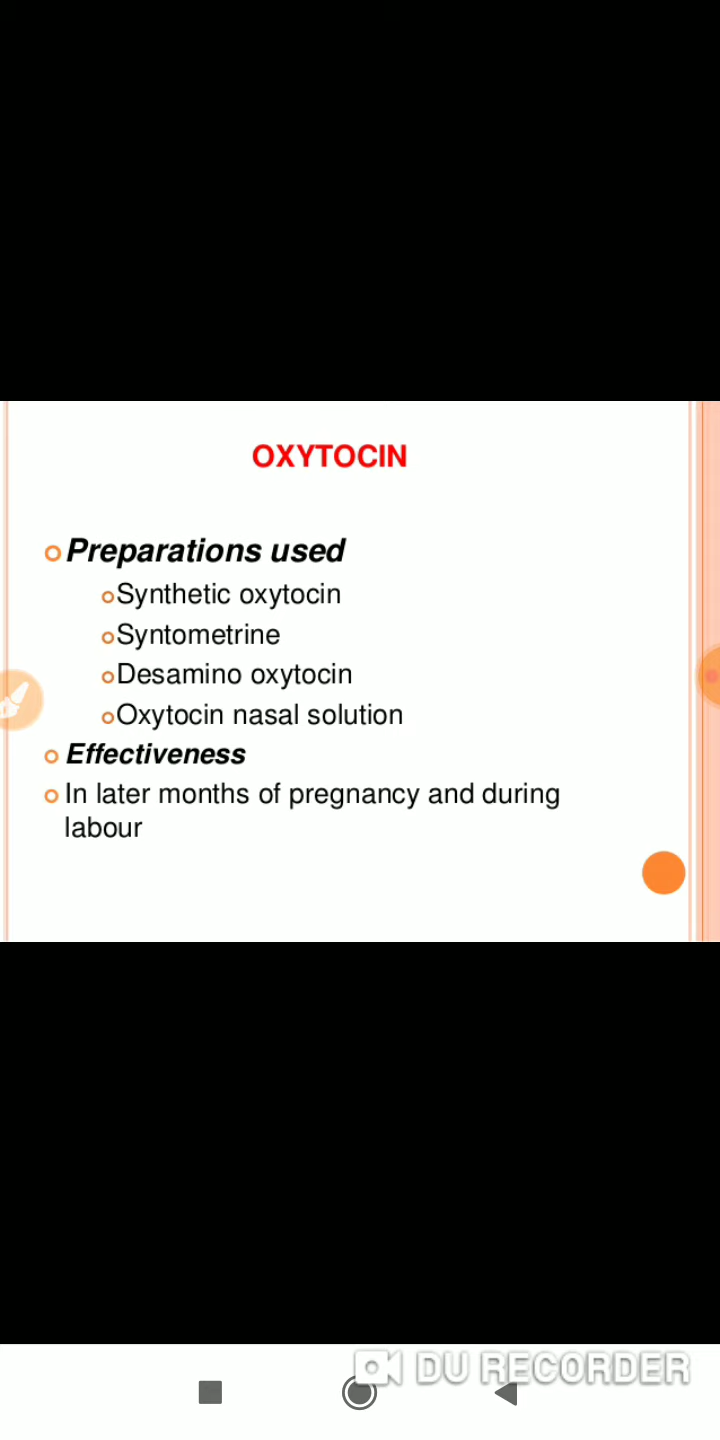 OXYTOCIN
Preparations used
Synthetic oxytocin
Syntometrine
Desamino oxytocin
Oxytocin nasal solution
Effectiveness
In later months of pregnancy and during
labour
DU RECORDER